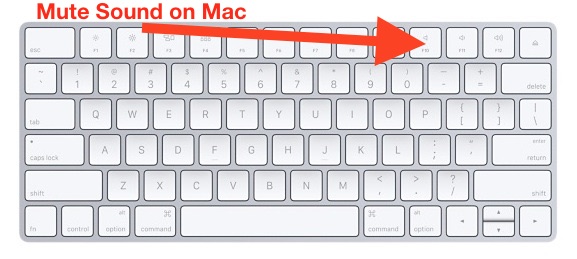 Mute Sound on Mac
esc F1 F2 F3 F4 F5 F6 F7 F8 F10 F11 F12
~ ! @ # $ % ^ & * ( ) — +
` 1 2 3 4 5 6 7 8 9 0 - = delete
tab Q W E R T Y U I O P { [ } ] | \
caps lock A S D F G H J K L : ; " ' enter return
shift Z X C V B N M < , > . ? / shift
fn control alt option ⌘ command ⌘ command alt option